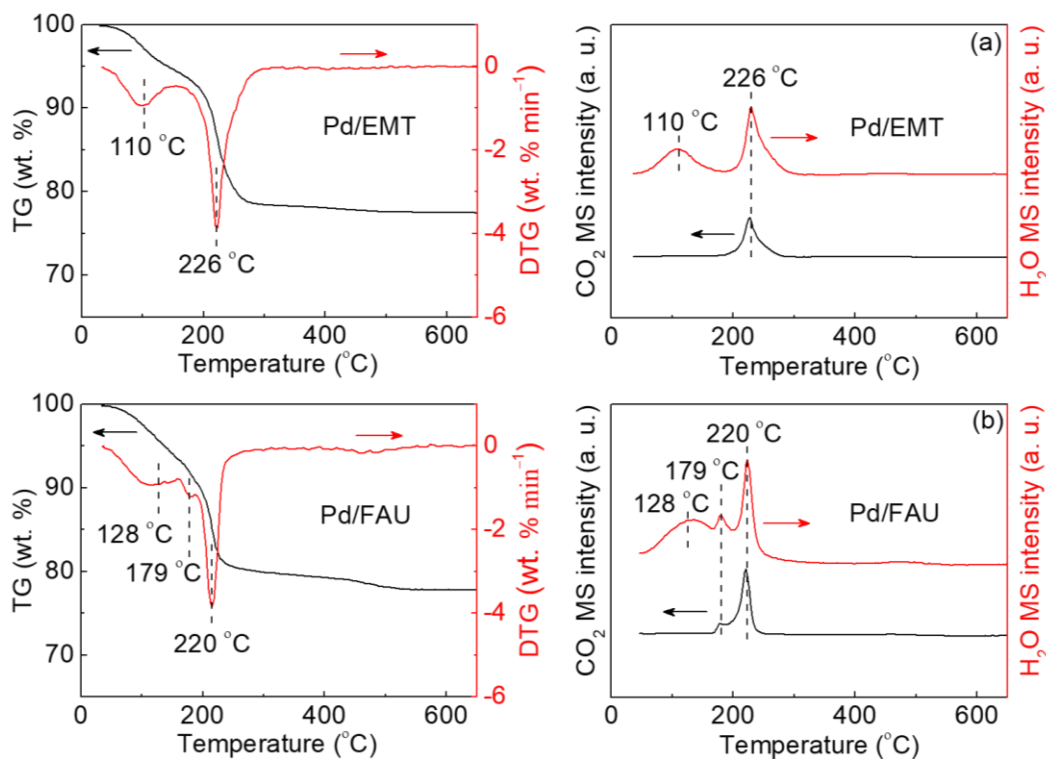 TG (wt. %)
100
90
80
70
0
-2
-4
-6
DTG (wt. % min⁻¹)
110 °C
Pd/EMT
226 °C
0
200
400
600
Temperature (°C)
(a)
CO₂ MS intensity (a. u.)
H₂O MS intensity (a. u.)
226 °C
110 °C
Pd/EMT
0
200
400
600
Temperature (°C)
TG (wt. %)
100
90
80
70
0
-2
-4
-6
DTG (wt. % min⁻¹)
128 °C
179 °C
Pd/FAU
220 °C
0
200
400
600
Temperature (°C)
(b)
CO₂ MS intensity (a. u.)
H₂O MS intensity (a. u.)
220 °C
179 °C
128 °C
Pd/FAU
0
200
400
600
Temperature (°C)